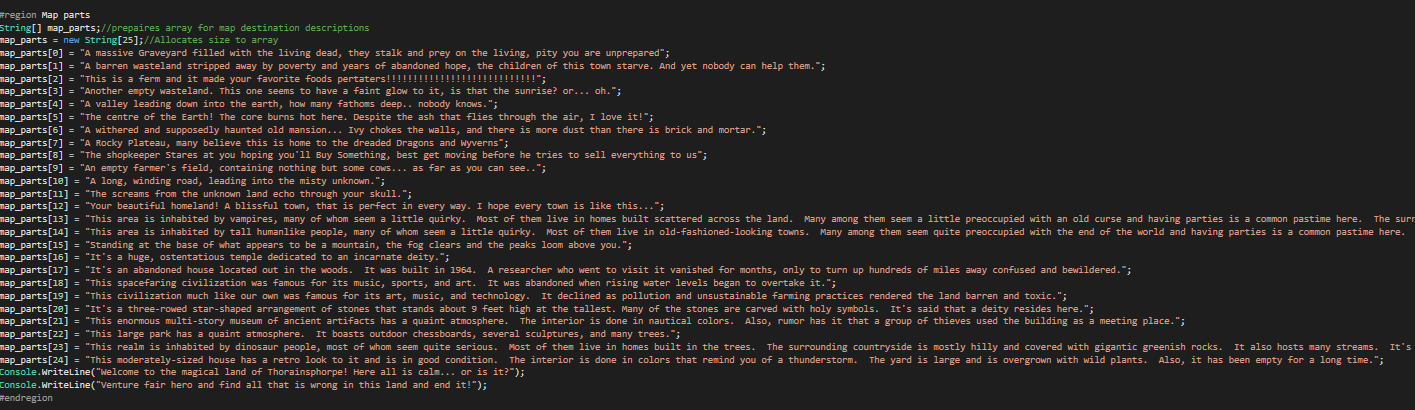 #region Map parts
String[] map_parts;//prepaires array for map destination descriptions
map_parts = new String[25];//Allocates size to array
map_parts[0] = "A massive Graveyard filled with the living dead, they stalk and prey on the living, pity you are unprepared";
map_parts[1] = "A barren wasteland stripped away by poverty and years of abandoned hope, the children of this town starve. And yet nobody can help them.";
map_parts[2] = "This is a ferm and it made your favorite foods pertaters!!!!!!!!!!!!!!!!!!!!!!!!!!!!";
map_parts[3] = "Another empty wasteland. This one seems to have a faint glow to it, is that the sunrise? or... oh.";
map_parts[4] = "A valley leading down into the earth, how many fathoms deep.. nobody knows.";
map_parts[5] = "The centre of the Earth! The core burns hot here. Despite the ash that flies through the air, I love it!";
map_parts[6] = "A withered and supposedly haunted old mansion... Ivy chokes the walls, and there is more dust than there is brick and mortar.";
map_parts[7] = "A Rocky Plateau, many believe this is home to the dreaded Dragons and Wyverns";
map_parts[8] = "The shopkeeper Stares at you hoping you'll Buy Something, best get moving before he tries to sell everything to us";
map_parts[9] = "An empty farmer's field, containing nothing but some cows... as far as you can see..";
map_parts[10] = "A long, winding road, leading into the misty unknown.";
map_parts[11] = "The screams from the unknown land echo through your skull.";
map_parts[12] = "Your beautiful homeland! A blissful town, that is perfect in every way. I hope every town is like this...";
map_parts[13] = "This area is inhabited by vampires, many of whom seem a little quirky.  Most of them live in homes built scattered across the land.  Many among them seem a little preoccupied with an old curse and having parties is a common pastime here.  The surr
map_parts[14] = "This area is inhabited by tall humanlike people, many of whom seem a little quirky.  Most of them live in old-fashioned-looking towns.  Many among them seem quite preoccupied with the end of the world and having parties is a common pastime here.
map_parts[15] = "Standing at the base of what appears to be a mountain, the fog clears and the peaks loom above you.";
map_parts[16] = "It's a huge, ostentatious temple dedicated to an incarnate deity.";
map_parts[17] = "It's an abandoned house located out in the woods.  It was built in 1964.  A researcher who went to visit it vanished for months, only to turn up hundreds of miles away confused and bewildered.";
map_parts[18] = "This spacefaring civilization was famous for its music, sports, and art.  It was abandoned when rising water levels began to overtake it.";
map_parts[19] = "This civilization much like our own was famous for its art, music, and technology.  It declined as pollution and unsustainable farming practices rendered the land barren and toxic.";
map_parts[20] = "It's a three-rowed star-shaped arrangement of stones that stands about 9 feet high at the tallest. Many of the stones are carved with holy symbols.  It's said that a deity resides here.";
map_parts[21] = "This enormous multi-story museum of ancient artifacts has a quaint atmosphere.  The interior is done in nautical colors.  Also, rumor has it that a group of thieves used the building as a meeting place.";
map_parts[22] = "This large park has a quaint atmosphere.  It boasts outdoor chessboards, several sculptures, and many trees.";
map_parts[23] = "This realm is inhabited by dinosaur people, most of whom seem quite serious.  Most of them live in homes built in the trees.  The surrounding countryside is mostly hilly and covered with gigantic greenish rocks.  It also hosts many streams.  It's
map_parts[24] = "This moderately-sized house has a retro look to it and is in good condition.  The interior is done in colors that remind you of a thunderstorm.  The yard is large and is overgrown with wild plants.  Also, it has been empty for a long time.";
Console.WriteLine("Welcome to the magical land of Thorainsphorpe! Here all is calm... or is it?");
Console.WriteLine("Venture fair hero and find all that is wrong in this land and end it!");
#endregion